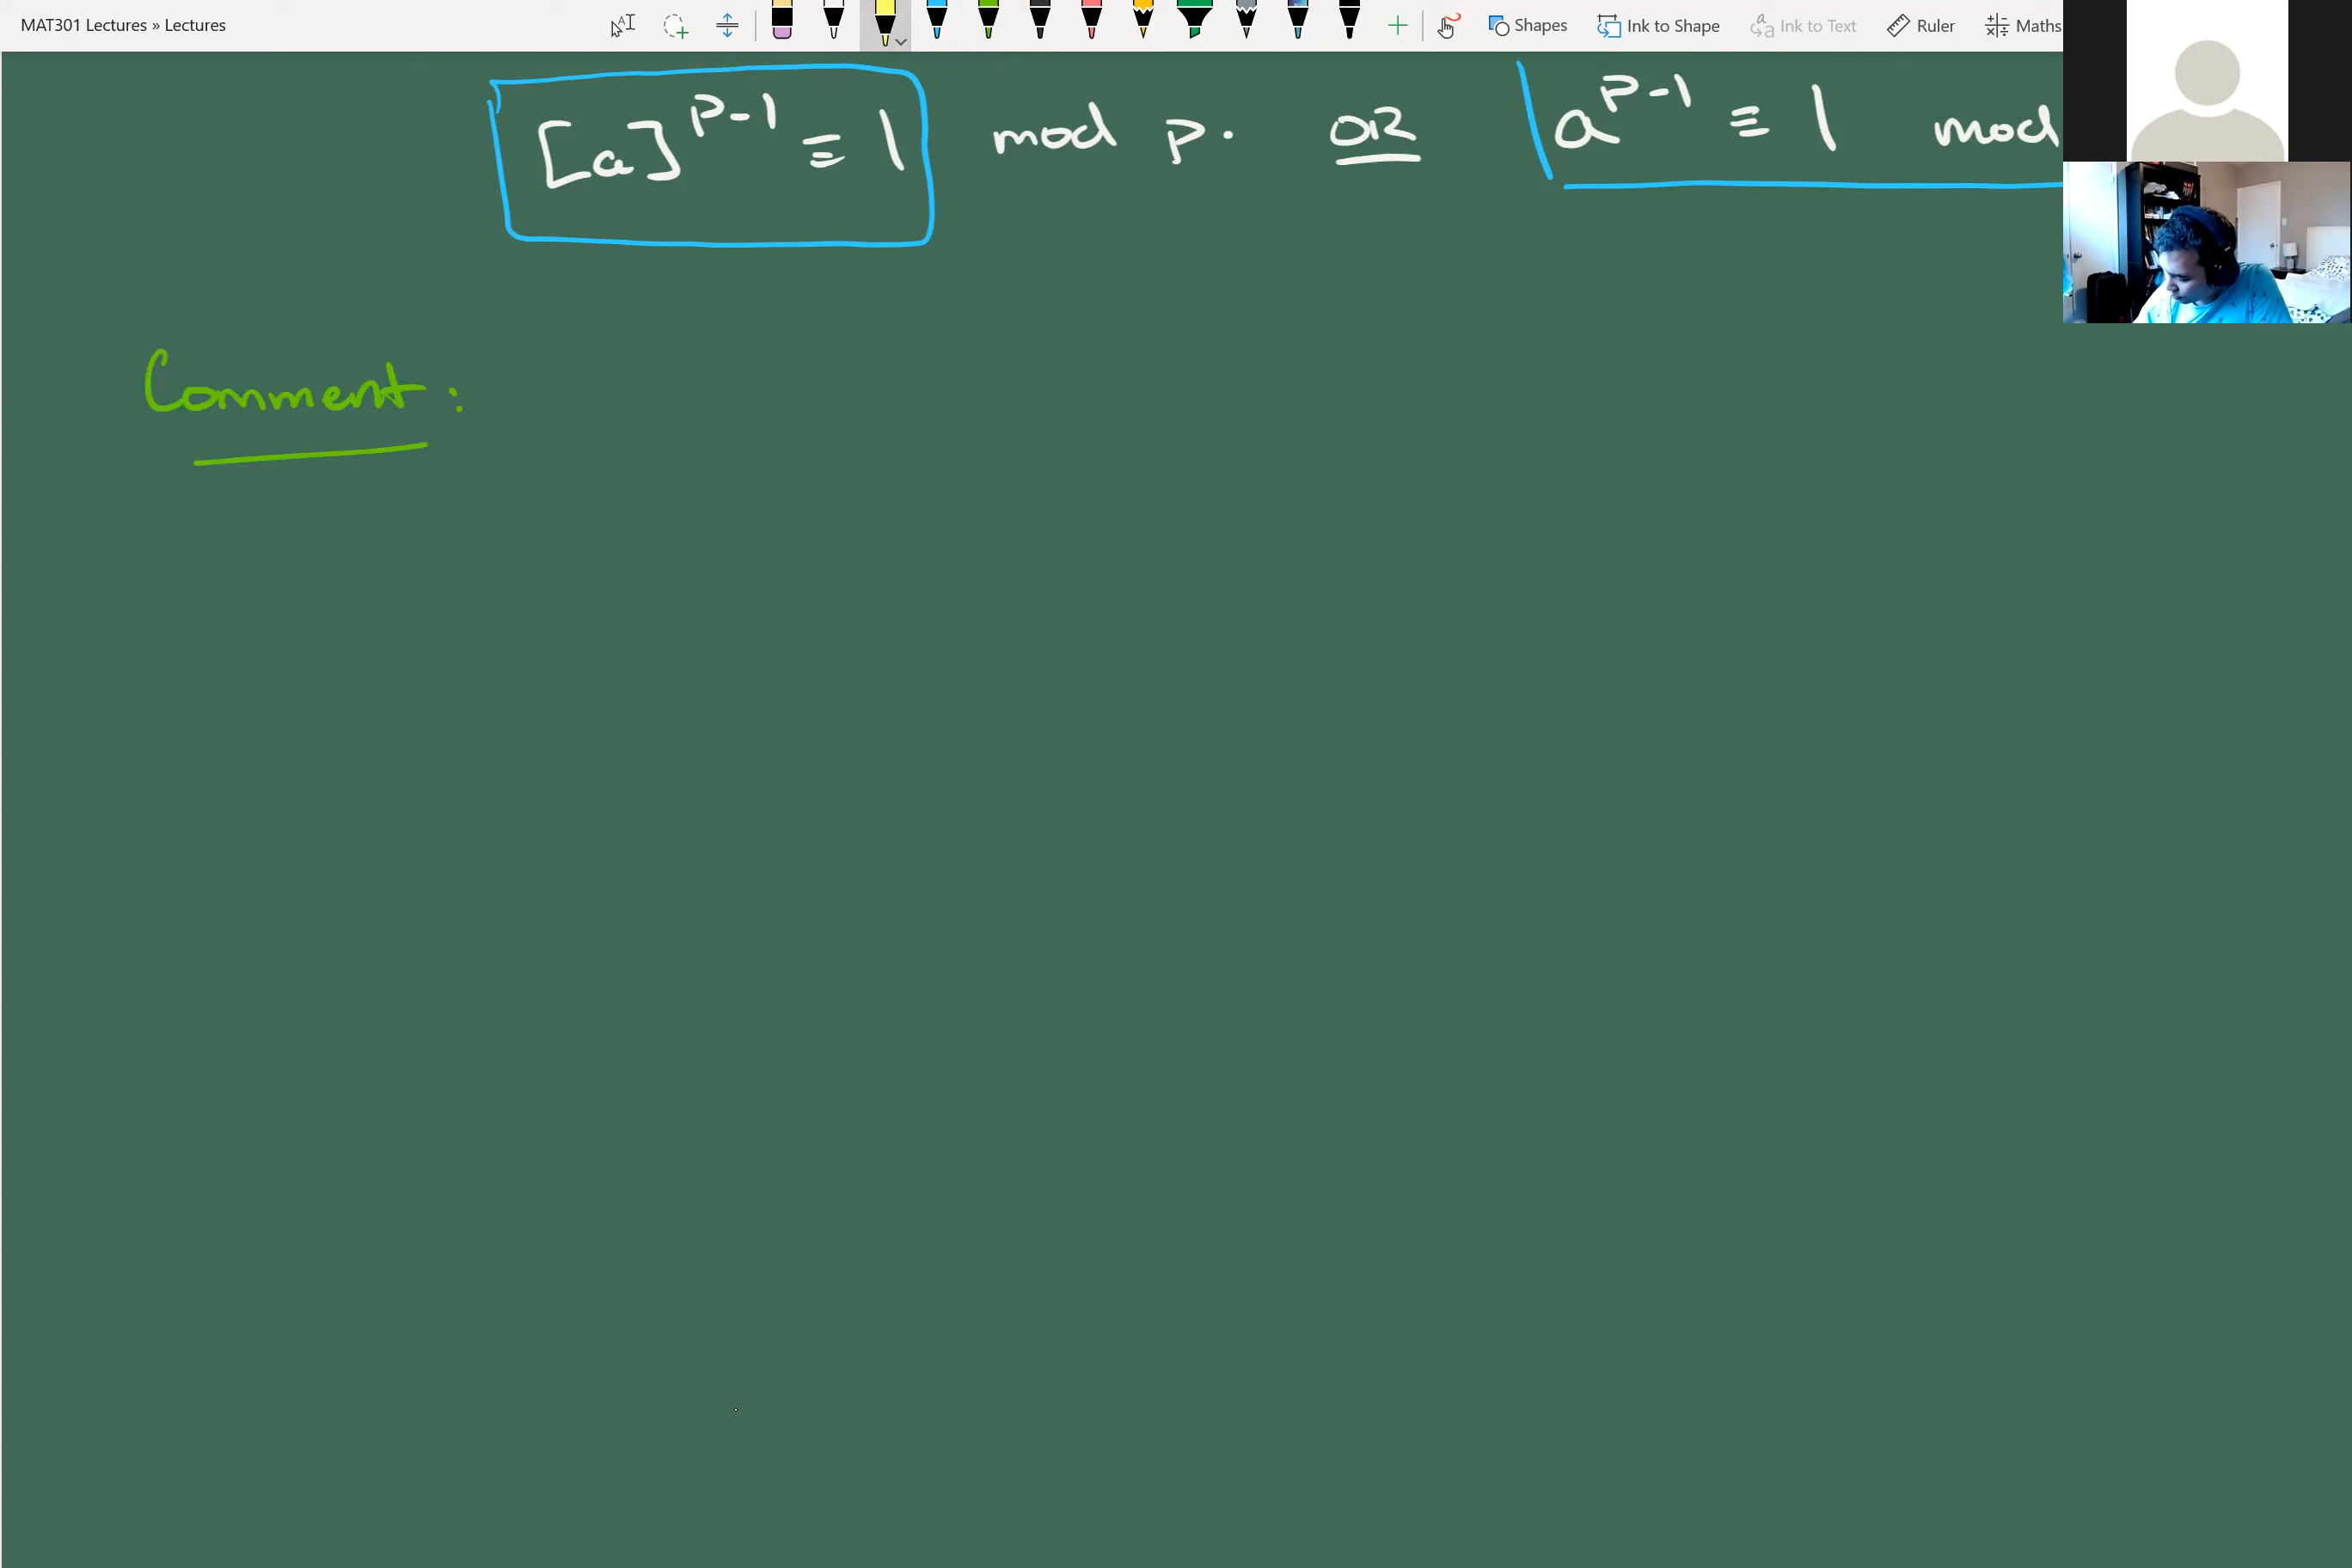 MAT301 Lectures » Lectures Shapes Ink to Shape Ink to Text Ruler Maths
[a]^{p-1} ≡ 1 mod p. OR a^{p-1} ≡ 1 mod
Comment: